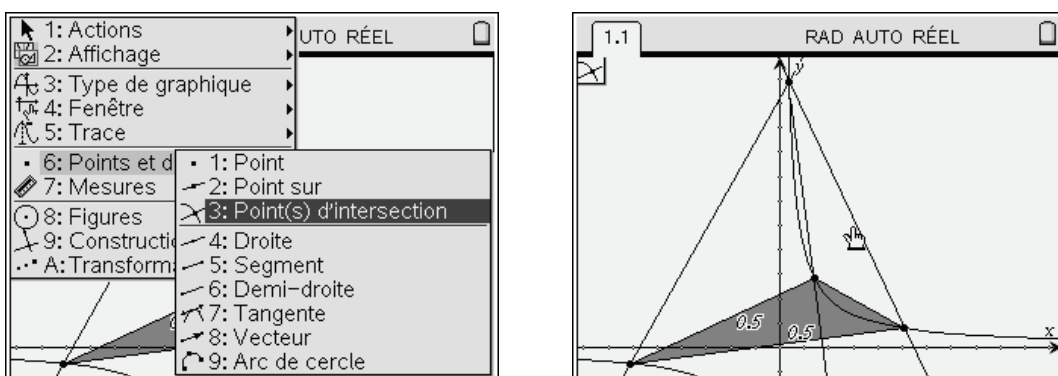 1: Actions
2: Affichage
3: Type de graphique
4: Fenêtre
5: Trace
6: Points et d
7: Mesures
8: Figures
9: Constructi
A: Transform
UTO RÉEL
1: Point
2: Point sur
3: Point(s) d'intersection
4: Droite
5: Segment
6: Demi-droite
7: Tangente
8: Vecteur
9: Arc de cercle
1.1
RAD AUTO RÉEL
y
0.5
0.5
x